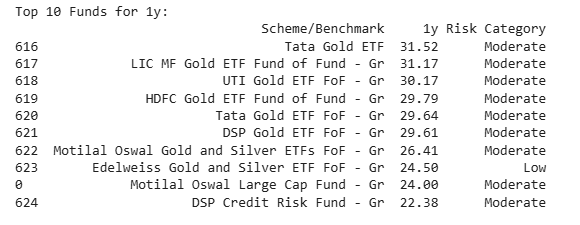 Top 10 Funds for 1y:
Scheme/Benchmark 1y Risk Category
616 Tata Gold ETF 31.52 Moderate
617 LIC MF Gold ETF Fund of Fund - Gr 31.17 Moderate
618 UTI Gold ETF FoF - Gr 30.17 Moderate
619 HDFC Gold ETF Fund of Fund - Gr 29.79 Moderate
620 Tata Gold ETF FoF - Gr 29.64 Moderate
621 DSP Gold ETF FoF - Gr 29.61 Moderate
622 Motilal Oswal Gold and Silver ETFs FoF - Gr 26.41 Moderate
623 Edelweiss Gold and Silver ETF FoF - Gr 24.50 Low
0 Motilal Oswal Large Cap Fund - Gr 24.00 Moderate
624 DSP Credit Risk Fund - Gr 22.38 Moderate